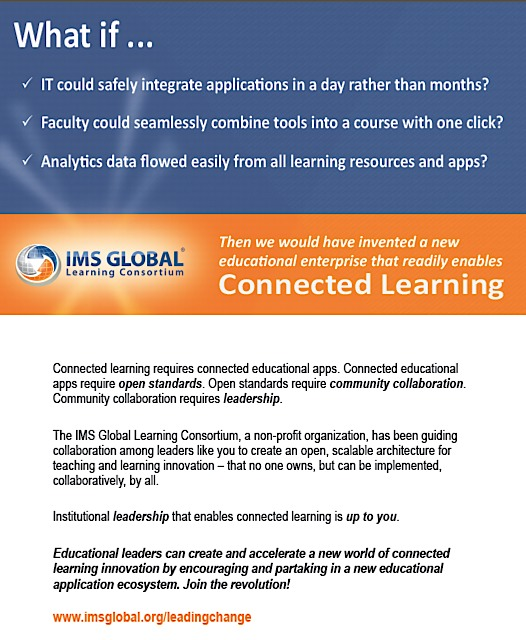 What if ...
✓ IT could safely integrate applications in a day rather than months?
✓ Faculty could seamlessly combine tools into a course with one click?
✓ Analytics data flowed easily from all learning resources and apps?
IMS GLOBAL®
Learning Consortium
Then we would have invented a new
educational enterprise that readily enables
Connected Learning
Connected learning requires connected educational apps. Connected educational
apps require open standards. Open standards require community collaboration.
Community collaboration requires leadership.
The IMS Global Learning Consortium, a non-profit organization, has been guiding
collaboration among leaders like you to create an open, scalable architecture for
teaching and learning innovation – that no one owns, but can be implemented,
collaboratively, by all.
Institutional leadership that enables connected learning is up to you.
Educational leaders can create and accelerate a new world of connected
learning innovation by encouraging and partaking in a new educational
application ecosystem. Join the revolution!
www.imsglobal.org/leadingchange